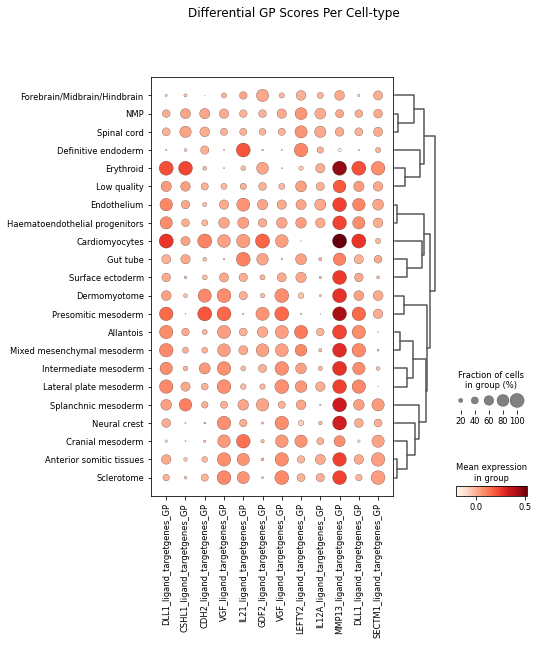 Differential GP Scores Per Cell-type
Forebrain/Midbrain/Hindbrain
NMP
Spinal cord
Definitive endoderm
Erythroid
Low quality
Endothelium
Haematoendothelial progenitors
Cardiomyocytes
Gut tube
Surface ectoderm
Dermomyotome
Presomitic mesoderm
Allantois
Mixed mesenchymal mesoderm
Intermediate mesoderm
Lateral plate mesoderm
Splanchnic mesoderm
Neural crest
Cranial mesoderm
Anterior somitic tissues
Sclerotome
DLL1_ligand_targetgenes_GP
CSHL1_ligand_targetgenes_GP
CDH2_ligand_targetgenes_GP
VGF_ligand_targetgenes_GP
IL21_ligand_targetgenes_GP
GDF2_ligand_targetgenes_GP
VGF_ligand_targetgenes_GP
LEFTY2_ligand_targetgenes_GP
IL12A_ligand_targetgenes_GP
MMP13_ligand_targetgenes_GP
DLL1_ligand_targetgenes_GP
SECTM1_ligand_targetgenes_GP
Fraction of cells
in group (%)
20 40 60 80 100
Mean expression
in group
0.0 0.5